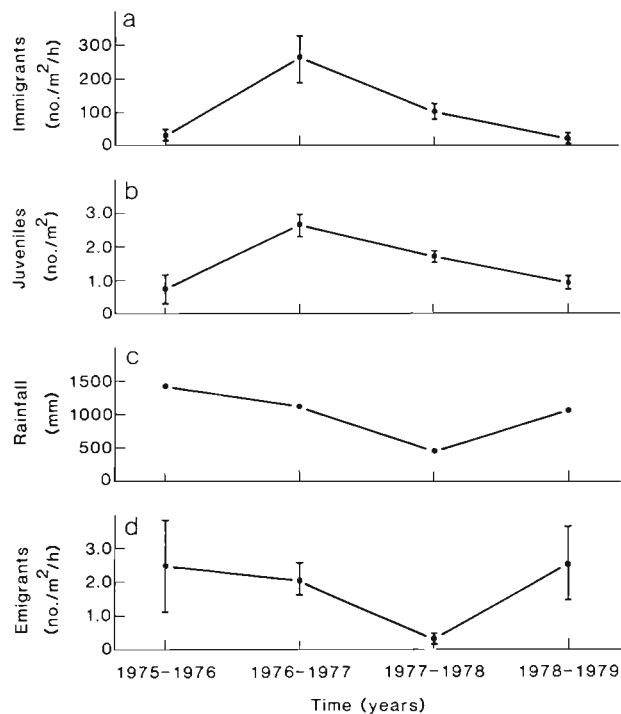 a
Immigrants
(no./m²/h)
300
200
100
0
b
Juveniles
(no./m²)
3.0
2.0
1.0
0
c
Rainfall
(mm)
1500
1000
500
0
d
Emigrants
(no./m²/h)
3.0
2.0
1.0
0
1975–1976 1976–1977 1977–1978 1978–1979
Time (years)